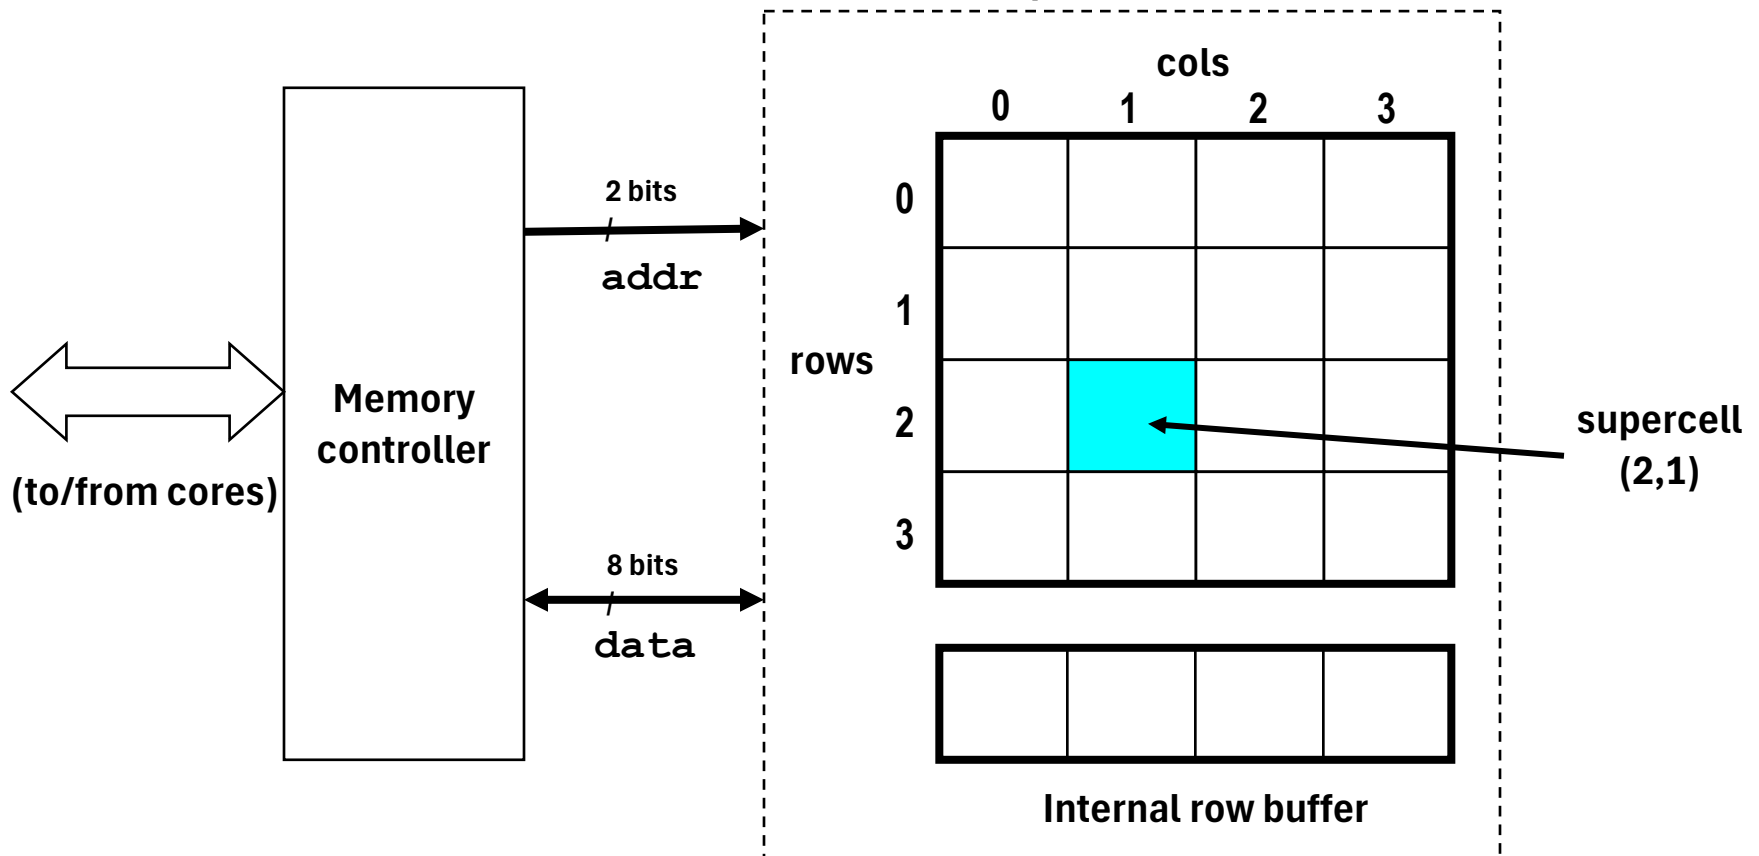 cols
0 1 2 3
2 bits
addr
0
1
rows
2
3
Memory
controller
(to/from cores)
supercell
(2,1)
8 bits
data
Internal row buffer